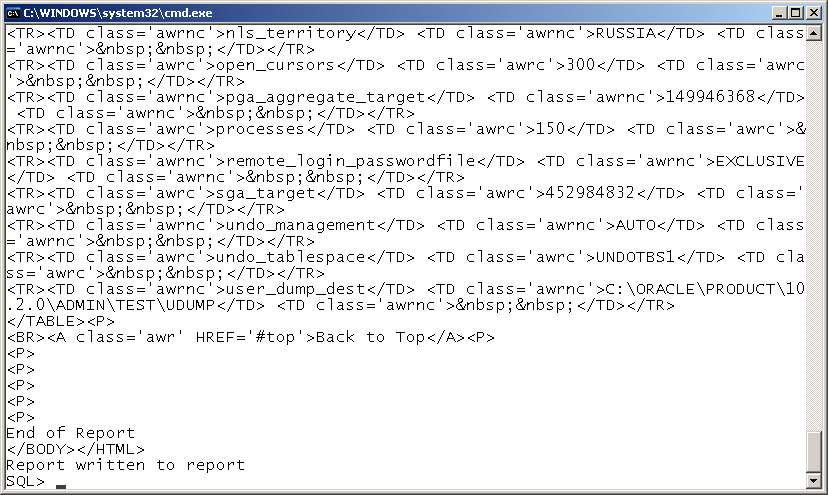 C:\WINDOWS\system32\cmd.exe
<TR><TD class='awrnc'>nls_territory</TD> <TD class='awrnc'>RUSSIA</TD> <TD class
='awrnc'>&nbsp;&nbsp;</TD></TR>
<TR><TD class='awrc'>open_cursors</TD> <TD class='awrc'>300</TD> <TD class='awrc
'>&nbsp;&nbsp;</TD></TR>
<TR><TD class='awrnc'>pga_aggregate_target</TD> <TD class='awrnc'>149946368</TD>
 <TD class='awrnc'>&nbsp;&nbsp;</TD></TR>
<TR><TD class='awrc'>processes</TD> <TD class='awrc'>150</TD> <TD class='awrc'>&
nbsp;&nbsp;</TD></TR>
<TR><TD class='awrnc'>remote_login_passwordfile</TD> <TD class='awrnc'>EXCLUSIVE
</TD> <TD class='awrnc'>&nbsp;&nbsp;</TD></TR>
<TR><TD class='awrc'>sga_target</TD> <TD class='awrc'>452984832</TD> <TD class='
awrc'>&nbsp;&nbsp;</TD></TR>
<TR><TD class='awrnc'>undo_management</TD> <TD class='awrnc'>AUTO</TD> <TD class
='awrnc'>&nbsp;&nbsp;</TD></TR>
<TR><TD class='awrc'>undo_tablespace</TD> <TD class='awrc'>UNDOTBS1</TD> <TD cla
ss='awrc'>&nbsp;&nbsp;</TD></TR>
<TR><TD class='awrnc'>user_dump_dest</TD> <TD class='awrnc'>C:\ORACLE\PRODUCT\10
.2.0\ADMIN\TEST\UDUMP</TD> <TD class='awrnc'>&nbsp;&nbsp;</TD></TR>
</TABLE><P>
<BR><A class='awr' HREF='#top'>Back to Top</A><P>
<P>
<P>
<P>
<P>
<P>
End of Report
</BODY></HTML>
Report written to report
SQL> _